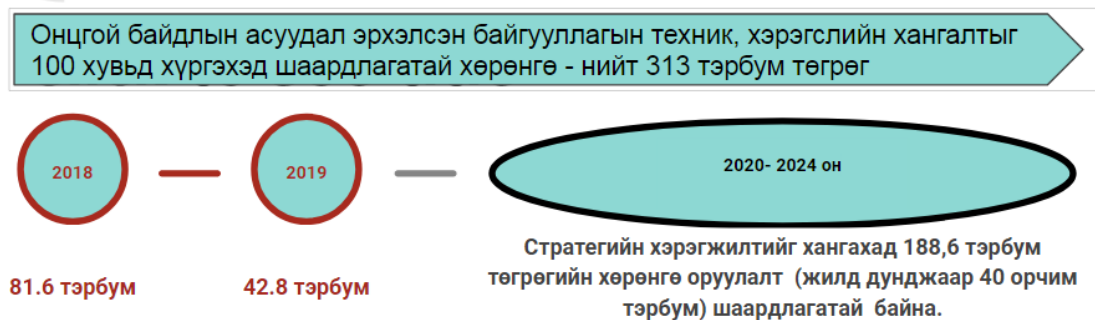 Онцгой байдлын асуудал эрхэлсэн байгууллагын техник, хэрэгслийн хангалтыг
100 хувьд хүргэхэд шаардлагатай хөрөнгө - нийт 313 тэрбум төгрөг
2018
2019
2020- 2024 он
81.6 тэрбум
42.8 тэрбум
Стратегийн хэрэгжилтийг хангахад 188,6 тэрбум
төгрөгийн хөрөнгө оруулалт (жилд дунджаар 40 орчим
тэрбум) шаардлагатай байна.